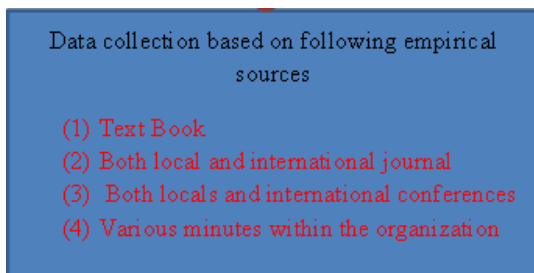 Data collection based on following empirical
sources
(1) Text Book
(2) Both local and international journal
(3) Both locals and international conferences
(4) Various minutes within the organization